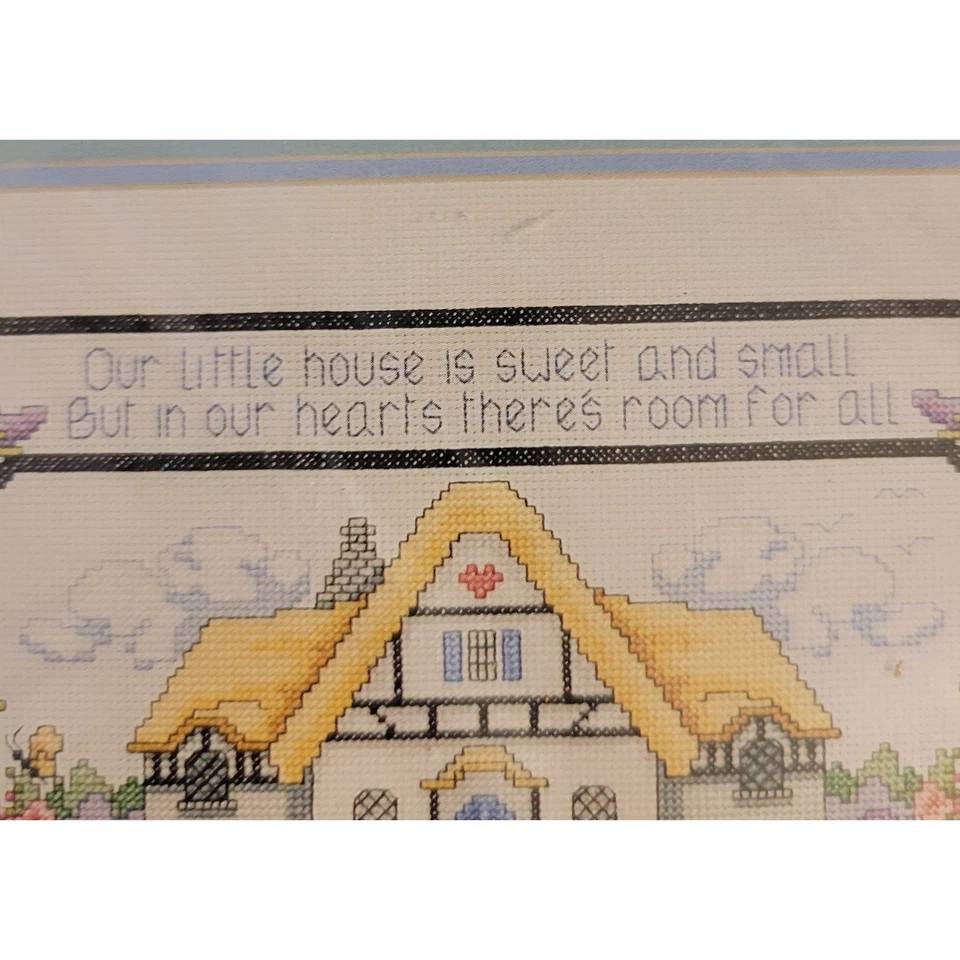 Our little house is sweet and small
But in our hearts there's room for all